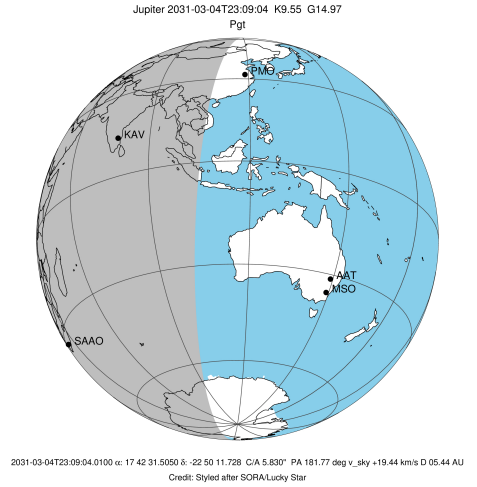 Jupiter 2031-03-04T23:09:04 K9.55 G14.97
Pgt
PMO
KAV
AAT
MSO
SAAO
2031-03-04T23:09:04.0100 α: 17 42 31.5050 δ: -22 50 11.728 C/A 5.830" PA 181.77 deg v_sky +19.44 km/s D 05.44 AU
Credit: Styled after SORA/Lucky Star